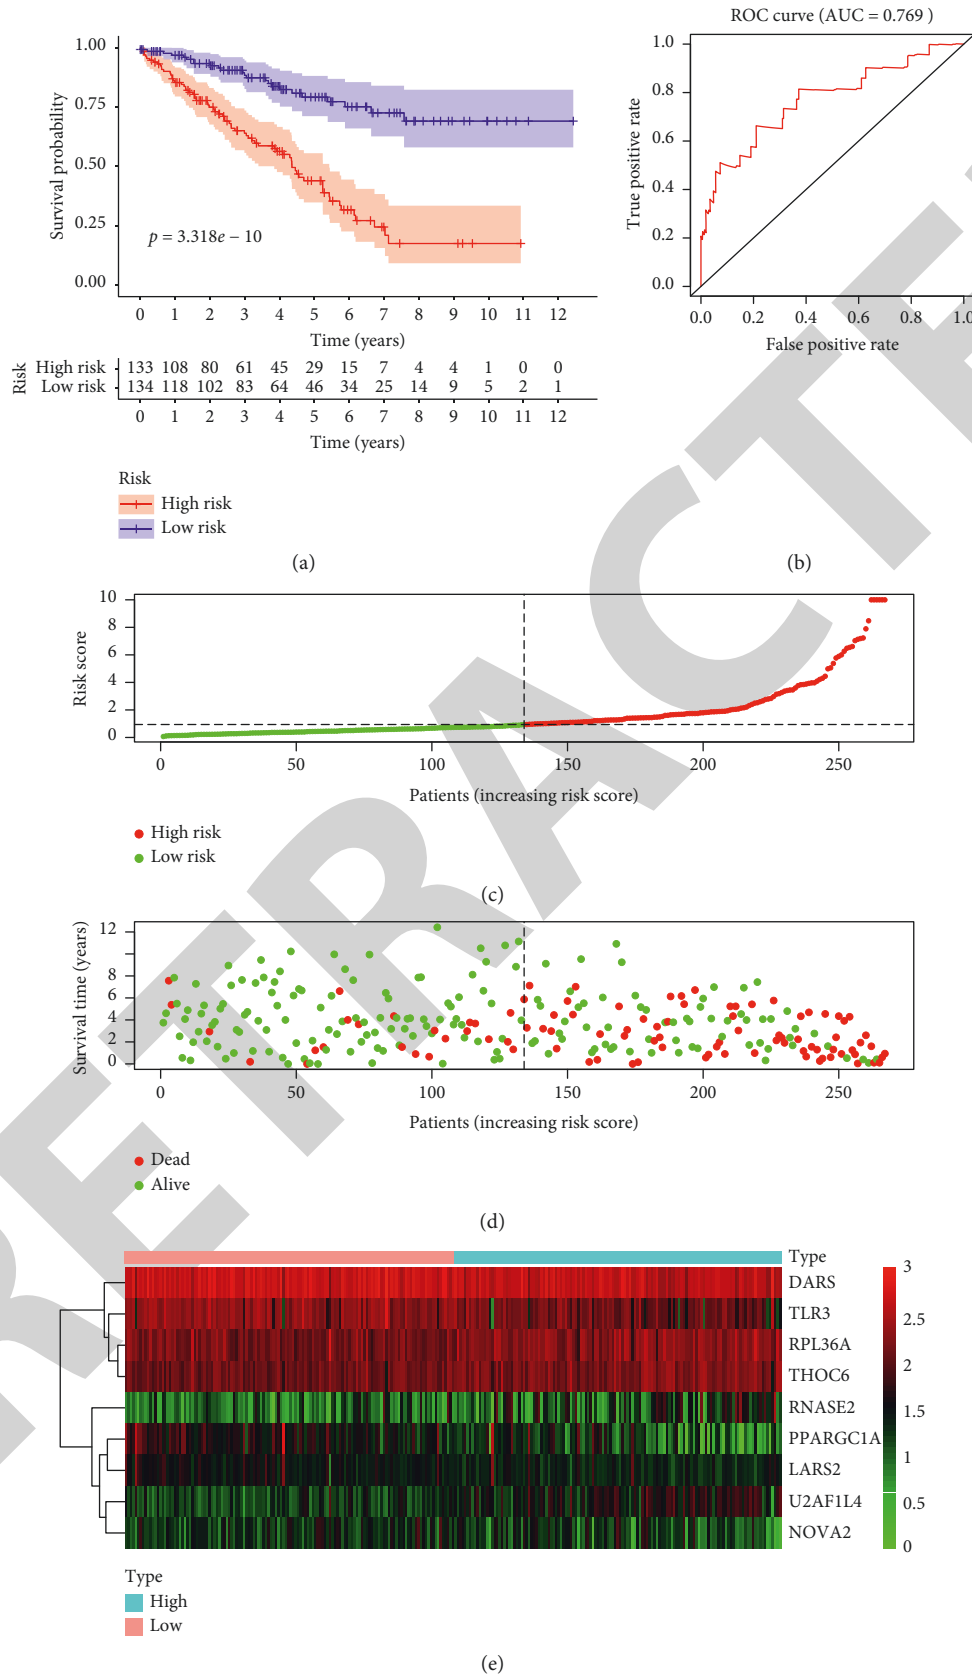 1.00
0.75
0.50
0.25
0.00
Survival probability
p = 3.318e − 10
0 1 2 3 4 5 6 7 8 9 10 11 12
Time (years)
Risk
High risk 133 108 80 61 45 29 15 7 4 4 1 0 0
Low risk 134 118 102 83 64 46 34 25 14 9 5 2 1
0 1 2 3 4 5 6 7 8 9 10 11 12
Time (years)
Risk
High risk
Low risk
(a)
ROC curve (AUC = 0.769 )
1.0
0.8
0.6
0.4
0.2
0.0
True positive rate
0.0 0.2 0.4 0.6 0.8 1.0
False positive rate
(b)
10
8
6
4
2
0
Risk score
0 50 100 150 200 250
Patients (increasing risk score)
High risk
Low risk
(c)
12
8
6
4
2
0
Survival time (years)
0 50 100 150 200 250
Patients (increasing risk score)
Dead
Alive
(d)
Type
DARS
TLR3
RPL36A
THOC6
RNASE2
PPARGC1A
LARS2
U2AF1L4
NOVA2
3
2.5
2
1.5
1
0.5
0
Type
High
Low
(e)
RETRACTE